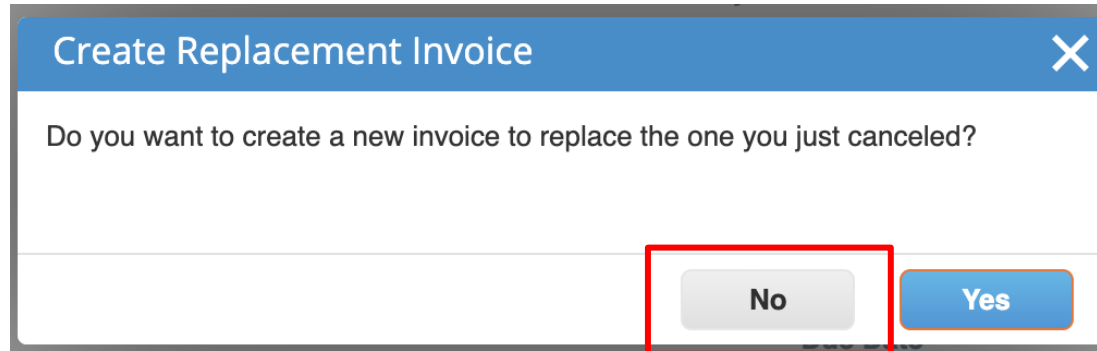 Create Replacement Invoice
Do you want to create a new invoice to replace the one you just canceled?
No
Yes